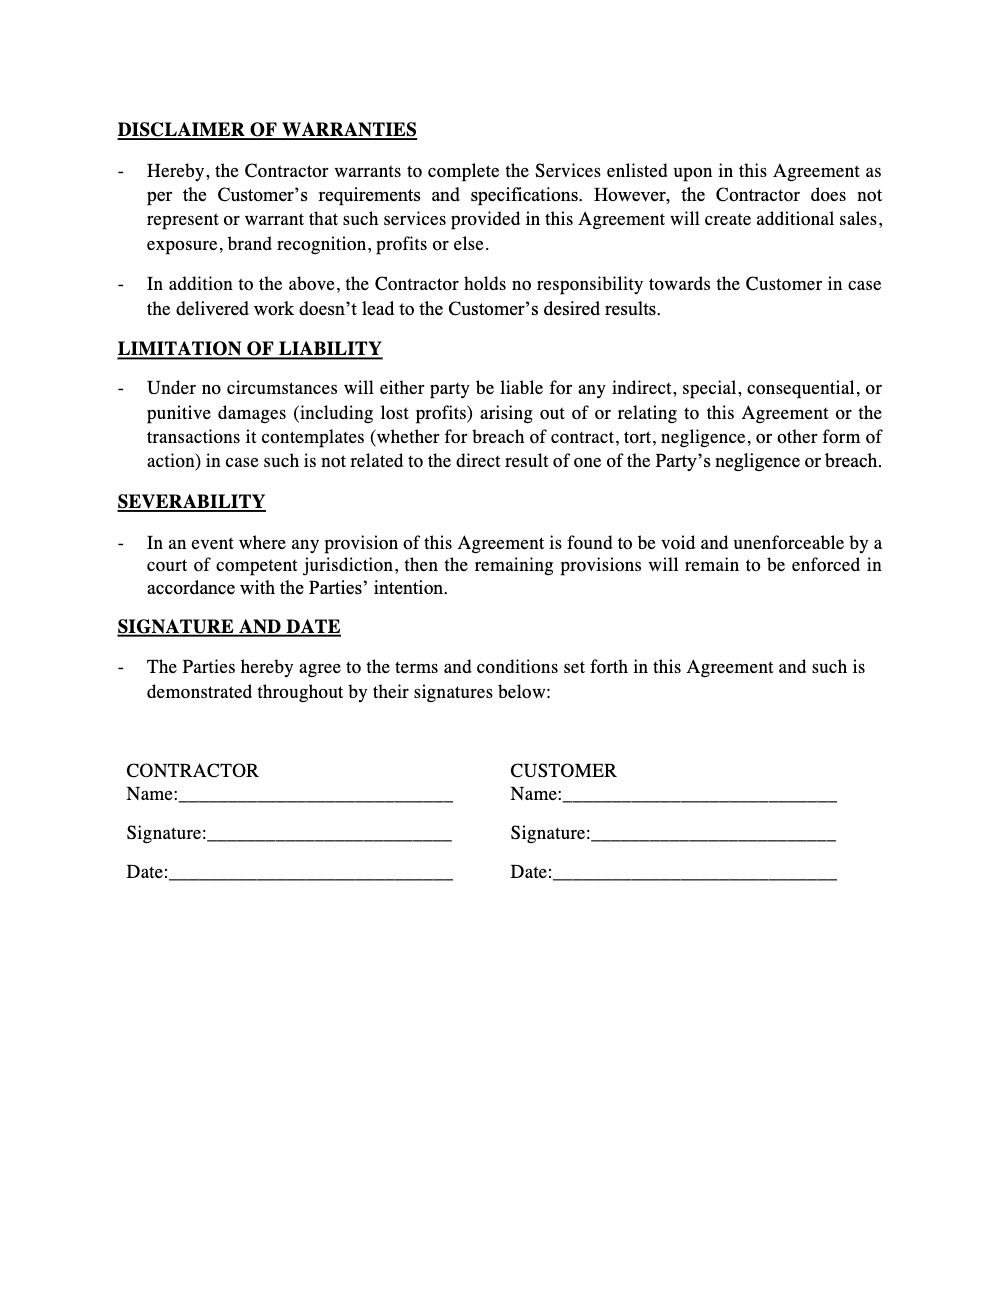 DISCLAIMER OF WARRANTIES
- Hereby, the Contractor warrants to complete the Services enlisted upon in this Agreement as
per the Customer’s requirements and specifications. However, the Contractor does not
represent or warrant that such services provided in this Agreement will create additional sales,
exposure, brand recognition, profits or else.
- In addition to the above, the Contractor holds no responsibility towards the Customer in case
the delivered work doesn’t lead to the Customer’s desired results.
LIMITATION OF LIABILITY
- Under no circumstances will either party be liable for any indirect, special, consequential, or
punitive damages (including lost profits) arising out of or relating to this Agreement or the
transactions it contemplates (whether for breach of contract, tort, negligence, or other form of
action) in case such is not related to the direct result of one of the Party’s negligence or breach.
SEVERABILITY
- In an event where any provision of this Agreement is found to be void and unenforceable by a
court of competent jurisdiction, then the remaining provisions will remain to be enforced in
accordance with the Parties’ intention.
SIGNATURE AND DATE
- The Parties hereby agree to the terms and conditions set forth in this Agreement and such is
demonstrated throughout by their signatures below:
CONTRACTOR CUSTOMER
Name:____________________________ Name:____________________________
Signature:_________________________ Signature:_________________________
Date:_____________________________ Date:_____________________________